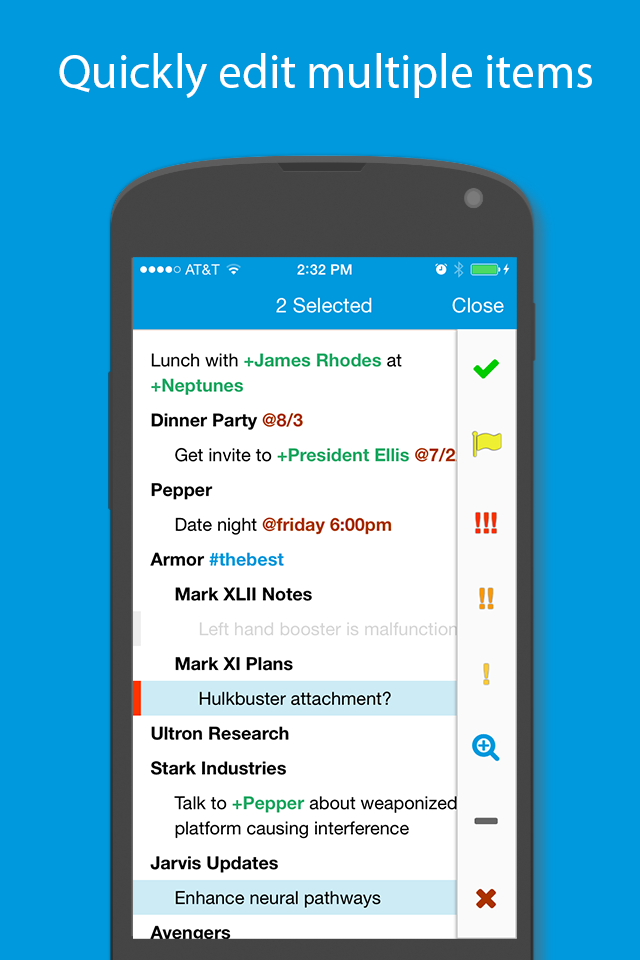 Quickly edit multiple items
AT&T 2:32 PM
2 Selected Close
Lunch with +James Rhodes at
+Neptunes
Dinner Party @8/3
Get invite to +President Ellis @7/2
Pepper
Date night @friday 6:00pm
Armor #thebest
Mark XLII Notes
Left hand booster is malfunction
Mark XI Plans
Hulkbuster attachment?
Ultron Research
Stark Industries
Talk to +Pepper about weaponized
platform causing interference
Jarvis Updates
Enhance neural pathways
Avengers